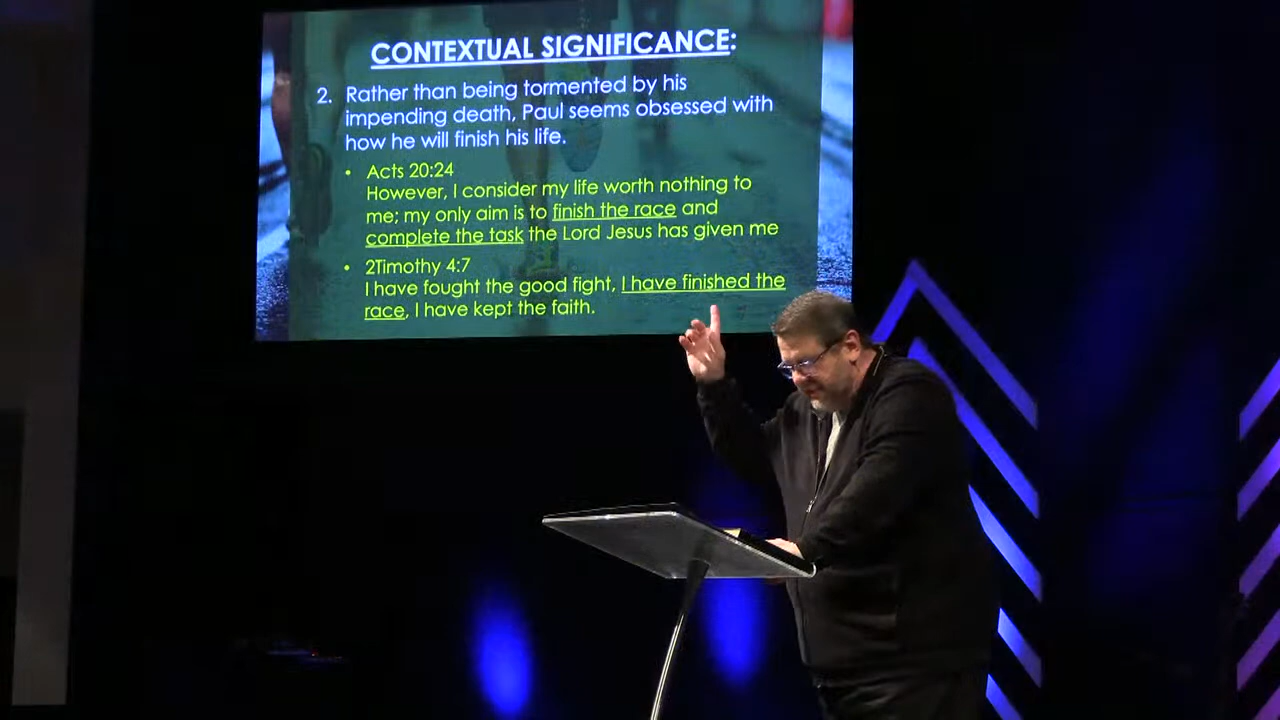 CONTEXTUAL SIGNIFICANCE:
2. Rather than being tormented by his
impending death, Paul seems obsessed with
how he will finish his life.
• Acts 20:24
However, I consider my life worth nothing to
me; my only aim is to finish the race and
complete the task the Lord Jesus has given me
• 2Timothy 4:7
I have fought the good fight, I have finished the
race, I have kept the faith.